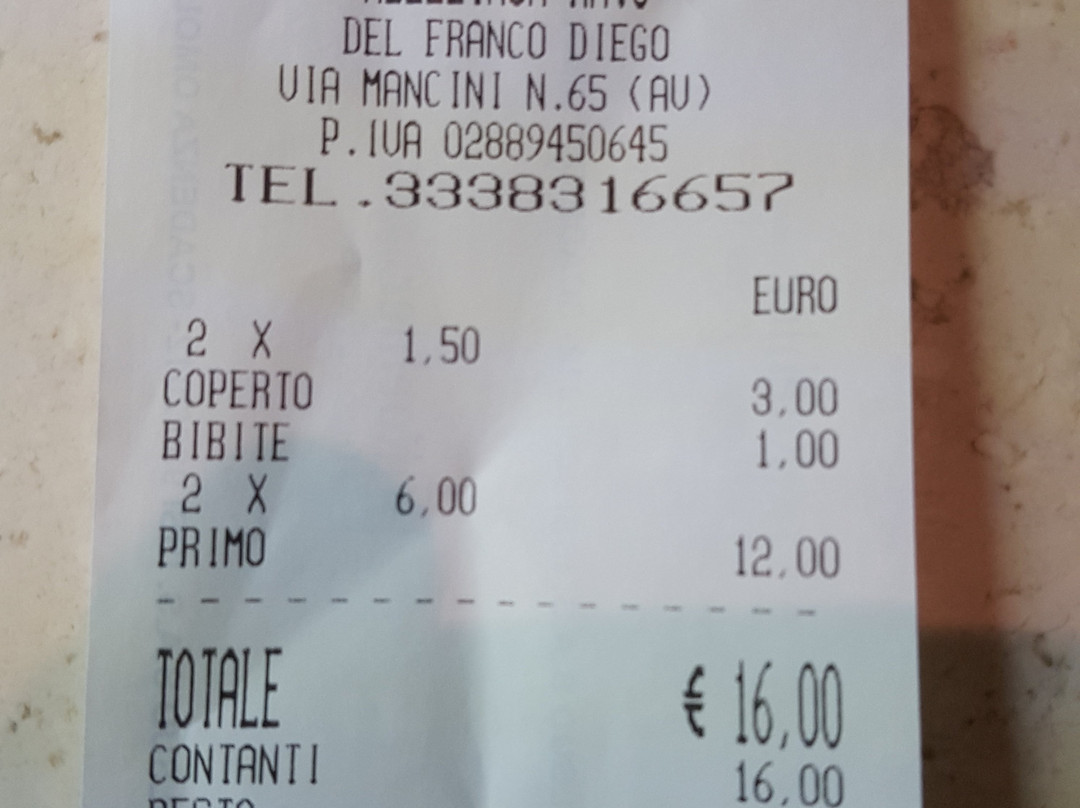 DEL FRANCO DIEGO
VIA MANCINI N.65 (AV)
P.IVA 02889450645
TEL.3338316657
EURO
2 X 1,50
COPERTO 3,00
BIBITE 1,00
2 X 6,00
PRIMO 12,00
TOTALE € 16,00
CONTANTI 16,00